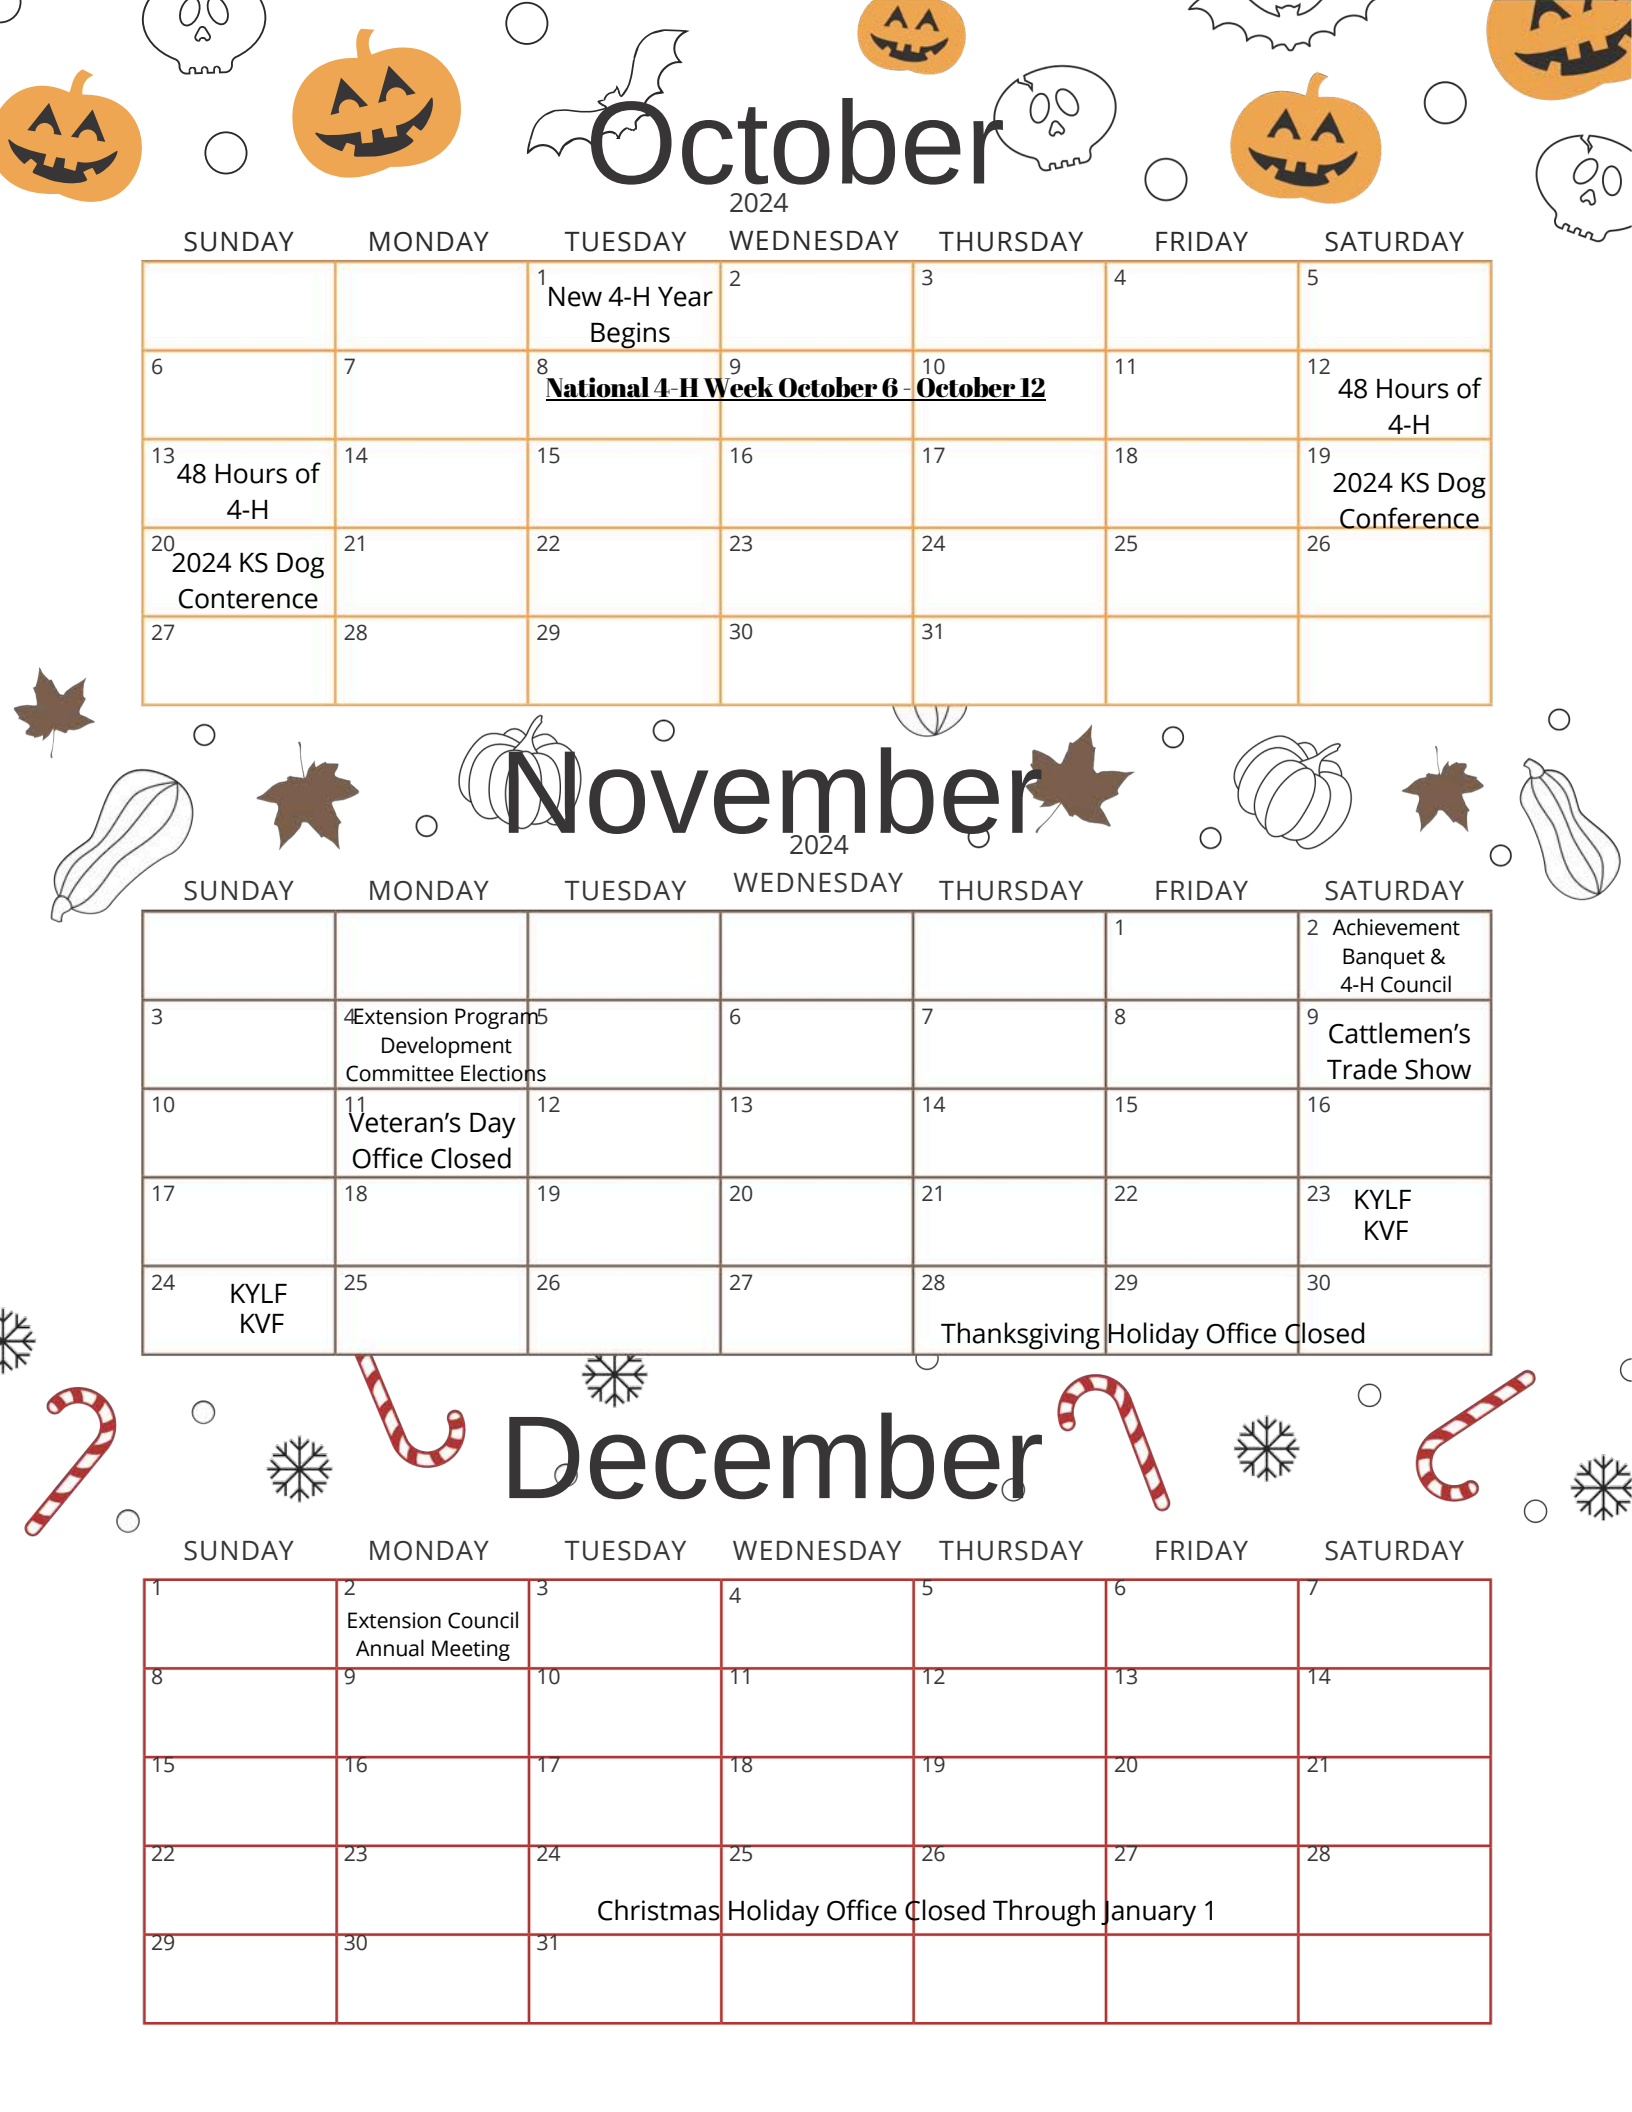 October
2024
SUNDAY MONDAY TUESDAY WEDNESDAY THURSDAY FRIDAY SATURDAY
1 2 3 4 5
New 4-H Year
Begins
6 7 8 9 10 11 12
National 4-H Week October 6 - October 12
48 Hours of
4-H
13 14 15 16 17 18 19
48 Hours of
4-H
2024 KS Dog
Conference
20 21 22 23 24 25 26
2024 KS Dog
Conterence
27 28 29 30 31
November
2024
SUNDAY MONDAY TUESDAY WEDNESDAY THURSDAY FRIDAY SATURDAY
1 2
Achievement
Banquet &
4-H Council
3 4 5 6 7 8 9
Extension Program
Development
Committee Elections
Cattlemen’s
Trade Show
10 11 12 13 14 15 16
Veteran’s Day
Office Closed
17 18 19 20 21 22 23
KYLF
KVF
24 25 26 27 28 29 30
KYLF
KVF
Thanksgiving Holiday Office Closed
December
SUNDAY MONDAY TUESDAY WEDNESDAY THURSDAY FRIDAY SATURDAY
1 2 3 4 5 6 7
Extension Council
Annual Meeting
8 9 10 11 12 13 14
15 16 17 18 19 20 21
22 23 24 25 26 27 28
Christmas Holiday Office Closed Through January 1
29 30 31